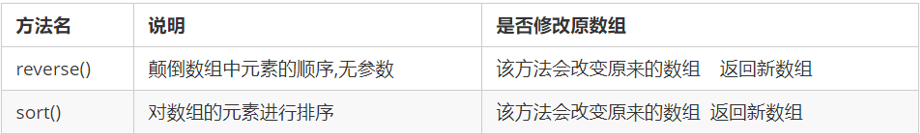 方法名 说明 是否修改原数组
reverse() 颠倒数组中元素的顺序,无参数 该方法会改变原来的数组 返回新数组
sort() 对数组的元素进行排序 该方法会改变原来的数组 返回新数组